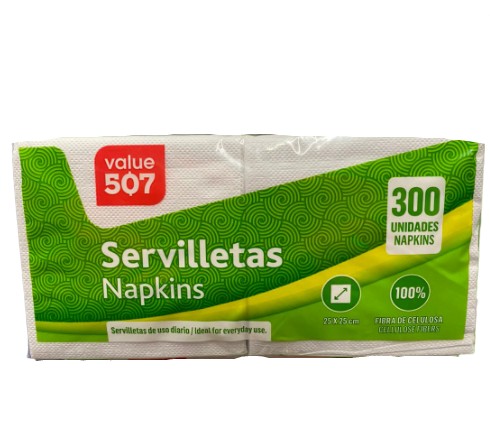 value
507
Servilletas
Napkins
Servilletas de uso diario / Ideal for everyday use.
300
UNIDADES
NAPKINS
25 X 25 cm
100%
FIBRA DE CELULOSA
CELLULOSE FIBERS